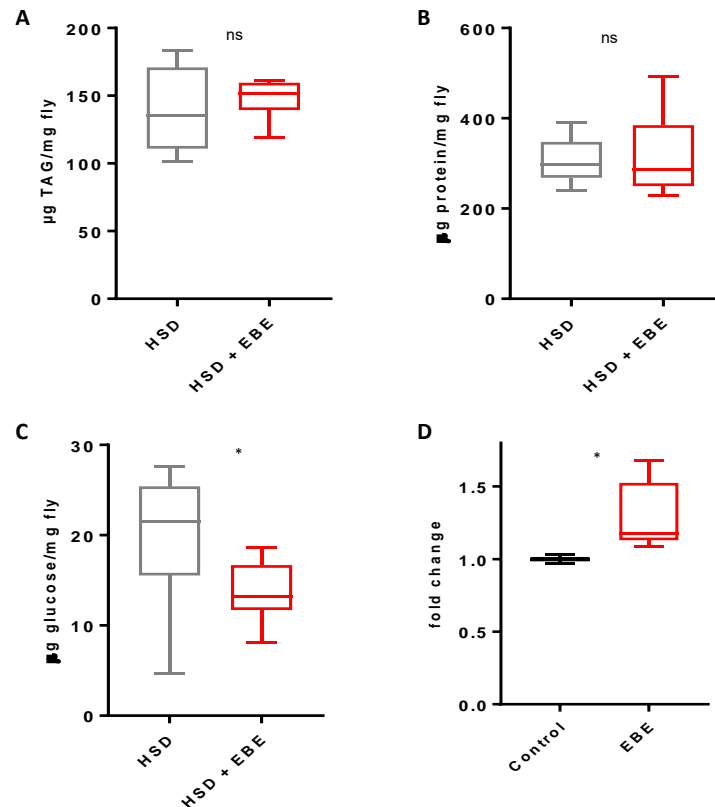 A
ns
µg TAG/mg fly
200
150
100
50
0
HSD
HSD + EBE
B
ns
g protein/mg fly
600
400
200
0
HSD
HSD + EBE
C
*
g glucose/mg fly
30
20
10
0
HSD
HSD + EBE
D
*
fold change
1.5
1.0
0.5
0.0
Control
EBE